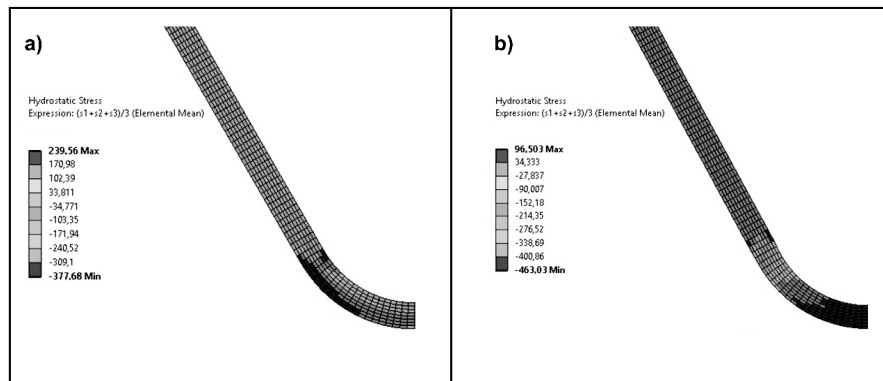 a)
Hydrostatic Stress
Expression: (s1+s2+s3)/3 (Elemental Mean)
239,56 Max
170,98
102,39
33,811
-34,771
-103,35
-171,94
-240,52
-309,1
-377,68 Min
b)
Hydrostatic Stress
Expression: (s1+s2+s3)/3 (Elemental Mean)
96,503 Max
34,333
-27,837
-90,007
-152,18
-214,35
-276,52
-338,69
-400,86
-463,03 Min